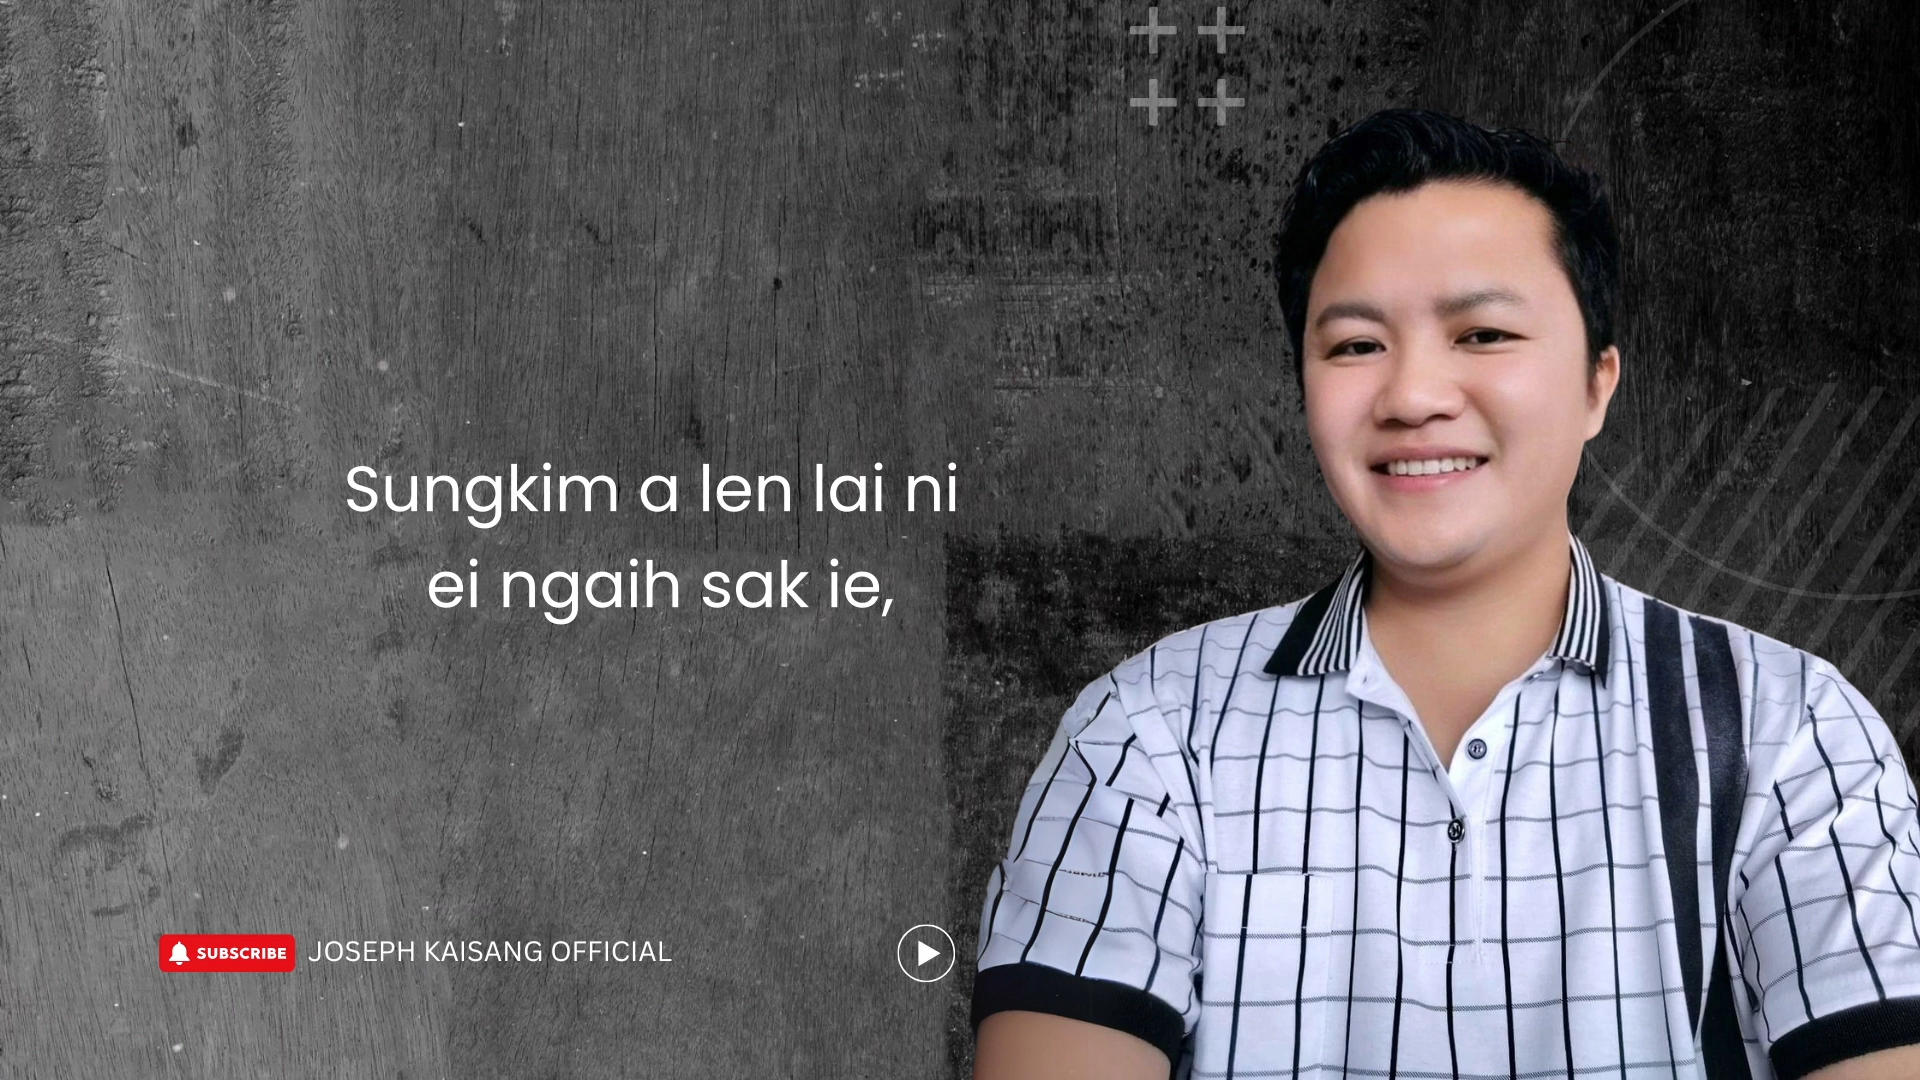 Sungkim a len lai ni
ei ngaih sak ie,
SUBSCRIBE JOSEPH KAISANG OFFICIAL